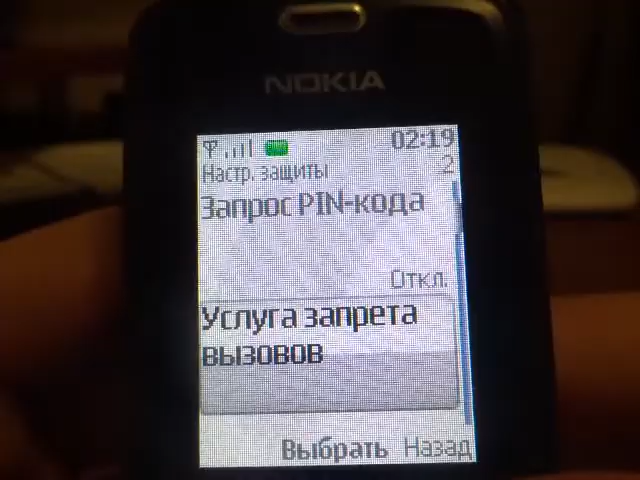 NOKIA
02:19
Настр. защиты 2
Запрос PIN-кода
Откл.
Услуга запрета
вызовов
Выбрать Назад